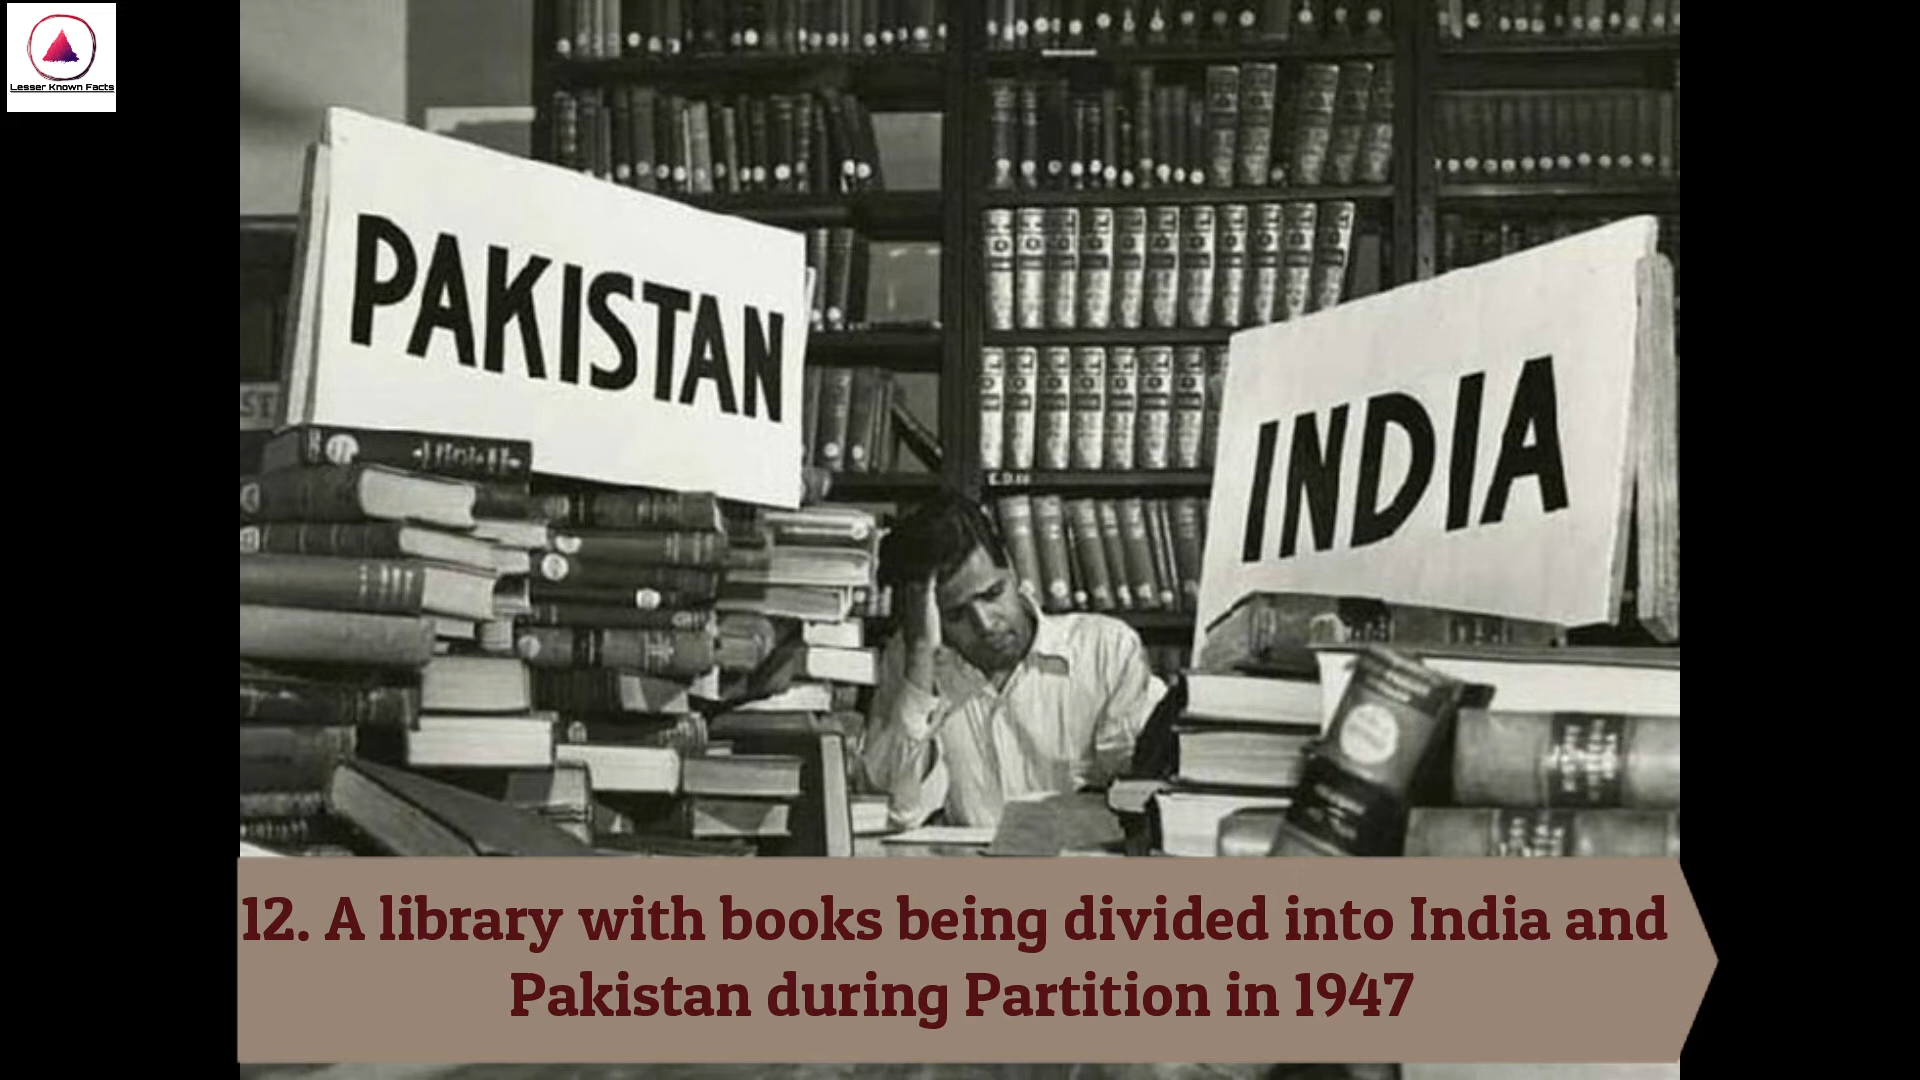 Lesser Known Facts
PAKISTAN
INDIA
12. A library with books being divided into India and
Pakistan during Partition in 1947